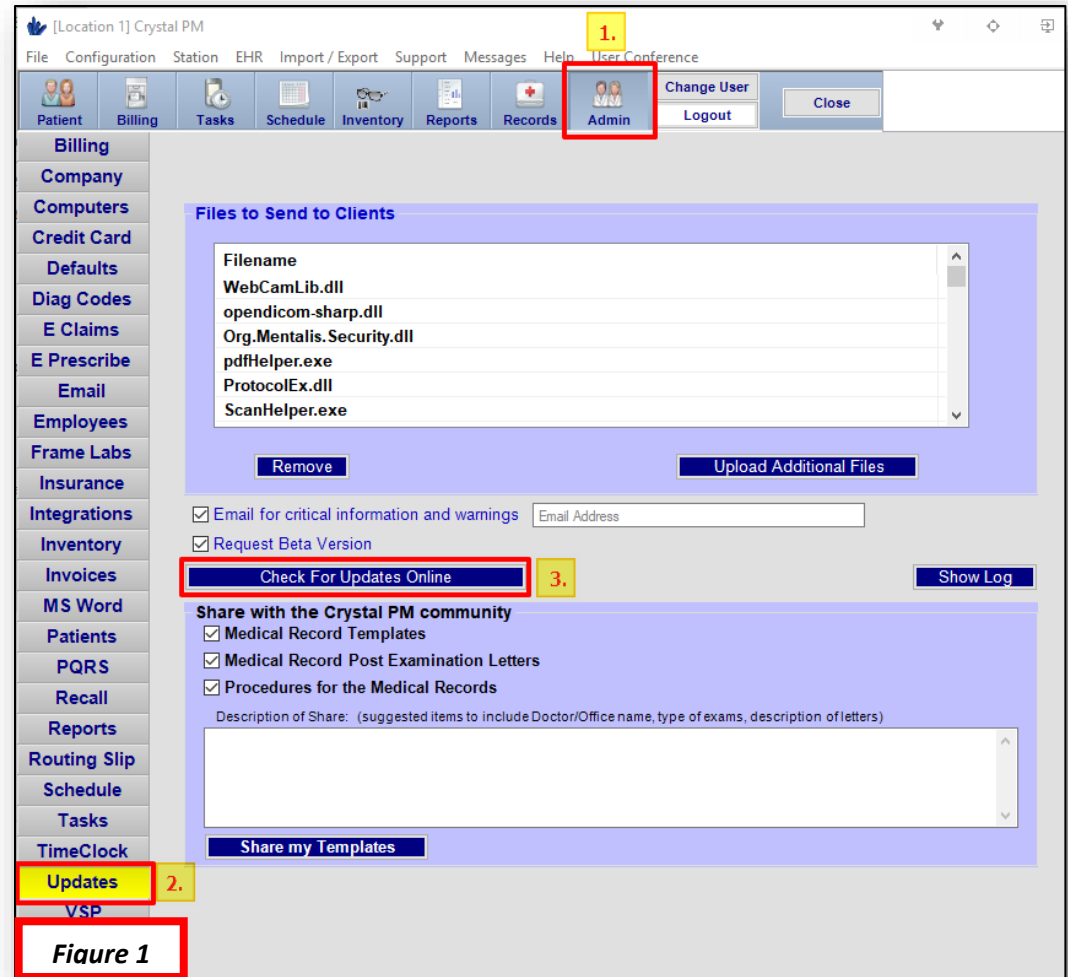 [Location 1] Crystal PM
1.
File Configuration Station EHR Import / Export Support Messages Help User Conference
Patient Billing Tasks Schedule Inventory Reports Records Admin Change User Logout Close
Billing
Company
Computers
Credit Card
Defaults
Diag Codes
E Claims
E Prescribe
Email
Employees
Frame Labs
Insurance
Integrations
Inventory
Invoices
MS Word
Patients
PQRS
Recall
Reports
Routing Slip
Schedule
Tasks
TimeClock
Updates 2.
VSP
Figure 1
Files to Send to Clients
Filename
WebCamLib.dll
opendicom-sharp.dll
Org.Mentalis.Security.dll
pdfHelper.exe
ProtocolEx.dll
ScanHelper.exe
Remove Upload Additional Files
Email for critical information and warnings Email Address
Request Beta Version
Check For Updates Online 3. Show Log
Share with the Crystal PM community
Medical Record Templates
Medical Record Post Examination Letters
Procedures for the Medical Records
Description of Share: (suggested items to include Doctor/Office name, type of exams, description of letters)
Share my Templates